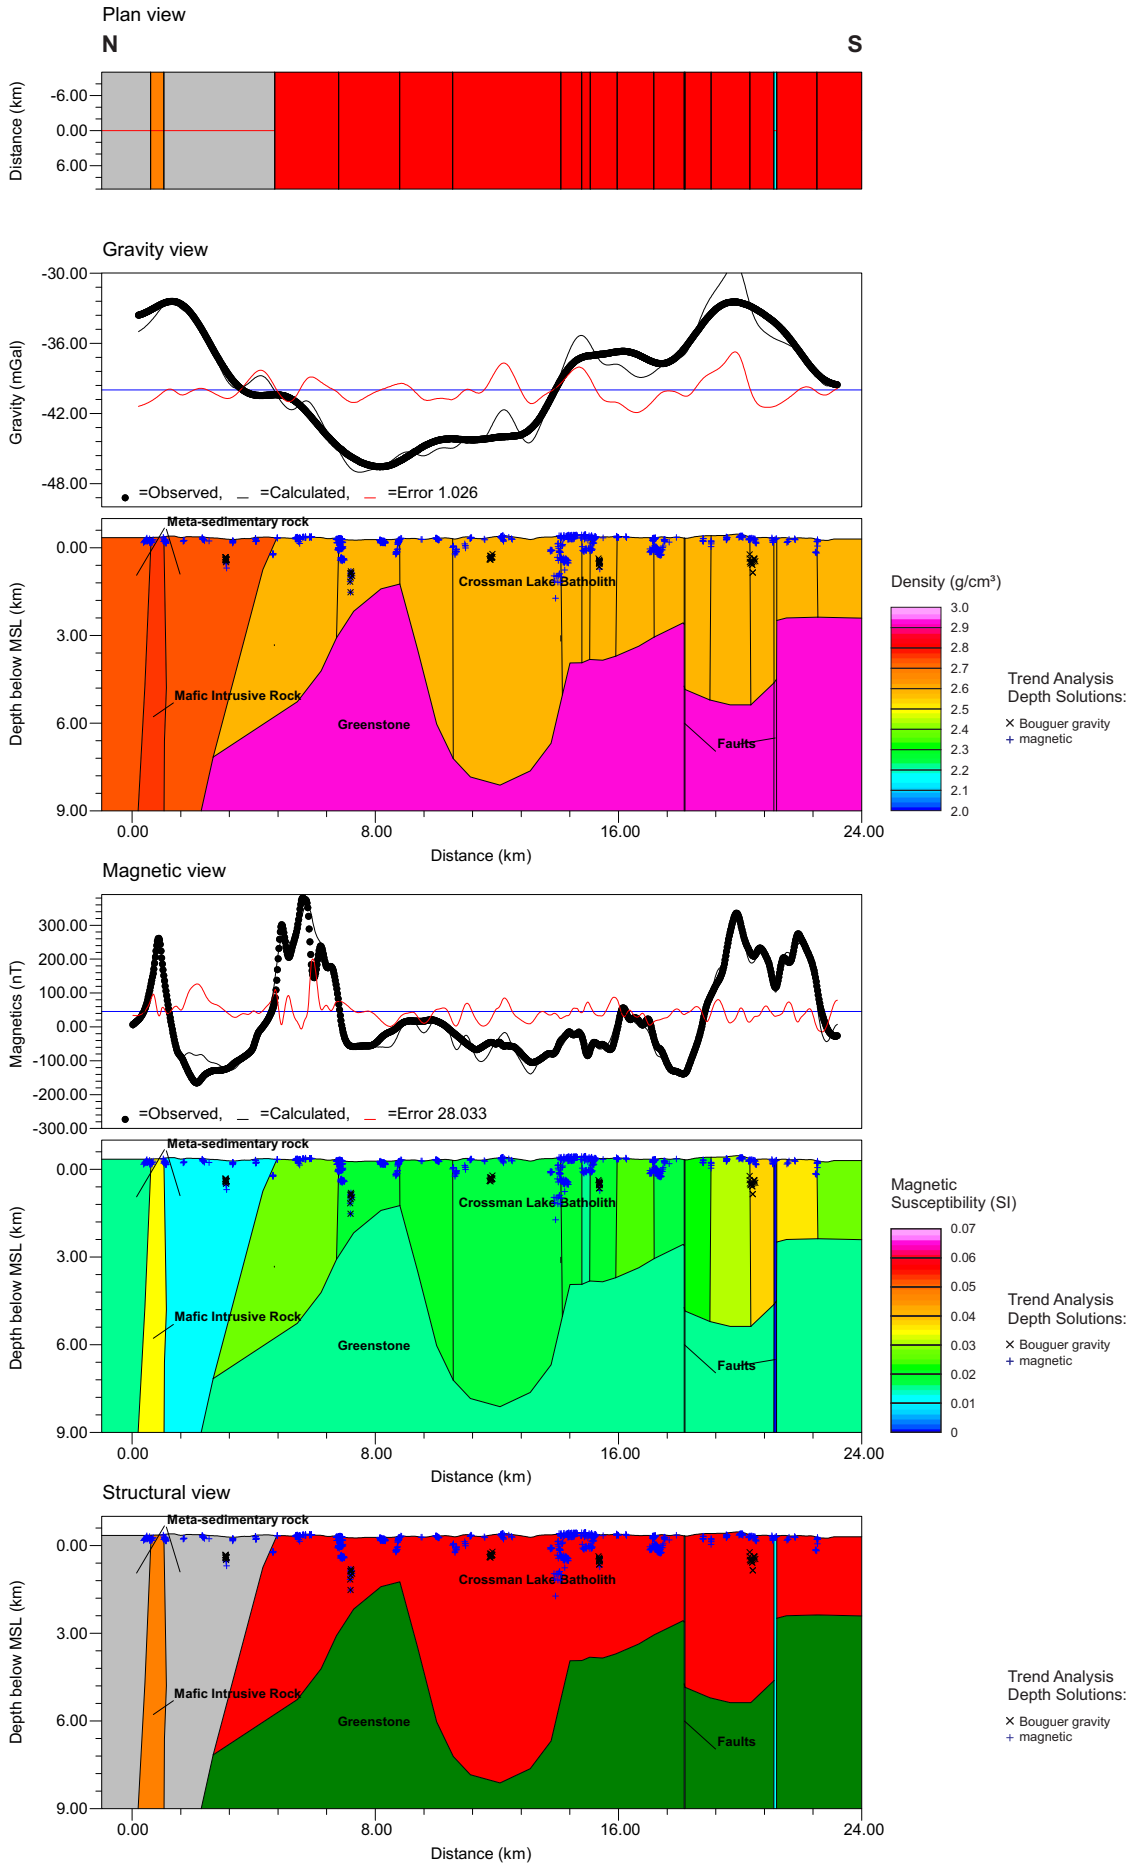 Plan view
N S
Distance (km)
-6.00
0.00
6.00
Gravity view
Gravity (mGal)
-30.00
-36.00
-42.00
-48.00
=Observed, =Calculated, =Error 1.026
Meta-sedimentary rock
Crossman Lake Batholith
Mafic Intrusive Rock
Greenstone
Faults
Depth below MSL (km)
0.00
3.00
6.00
9.00
0.00 8.00 16.00 24.00
Distance (km)
Density (g/cm³)
3.0
2.9
2.8
2.7
2.6
2.5
2.4
2.3
2.2
2.1
2.0
Trend Analysis
Depth Solutions:
× Bouguer gravity
+ magnetic
Magnetic view
Magnetics (nT)
300.00
200.00
100.00
0.00
-100.00
-200.00
-300.00
=Observed, =Calculated, =Error 28.033
Meta-sedimentary rock
Crossman Lake Batholith
Mafic Intrusive Rock
Greenstone
Faults
Depth below MSL (km)
0.00
3.00
6.00
9.00
0.00 8.00 16.00 24.00
Distance (km)
Magnetic
Susceptibility (SI)
0.07
0.06
0.05
0.04
0.03
0.02
0.01
0
Trend Analysis
Depth Solutions:
× Bouguer gravity
+ magnetic
Structural view
Meta-sedimentary rock
Crossman Lake Batholith
Mafic Intrusive Rock
Greenstone
Faults
Depth below MSL (km)
0.00
3.00
6.00
9.00
0.00 8.00 16.00 24.00
Distance (km)
Trend Analysis
Depth Solutions:
× Bouguer gravity
+ magnetic